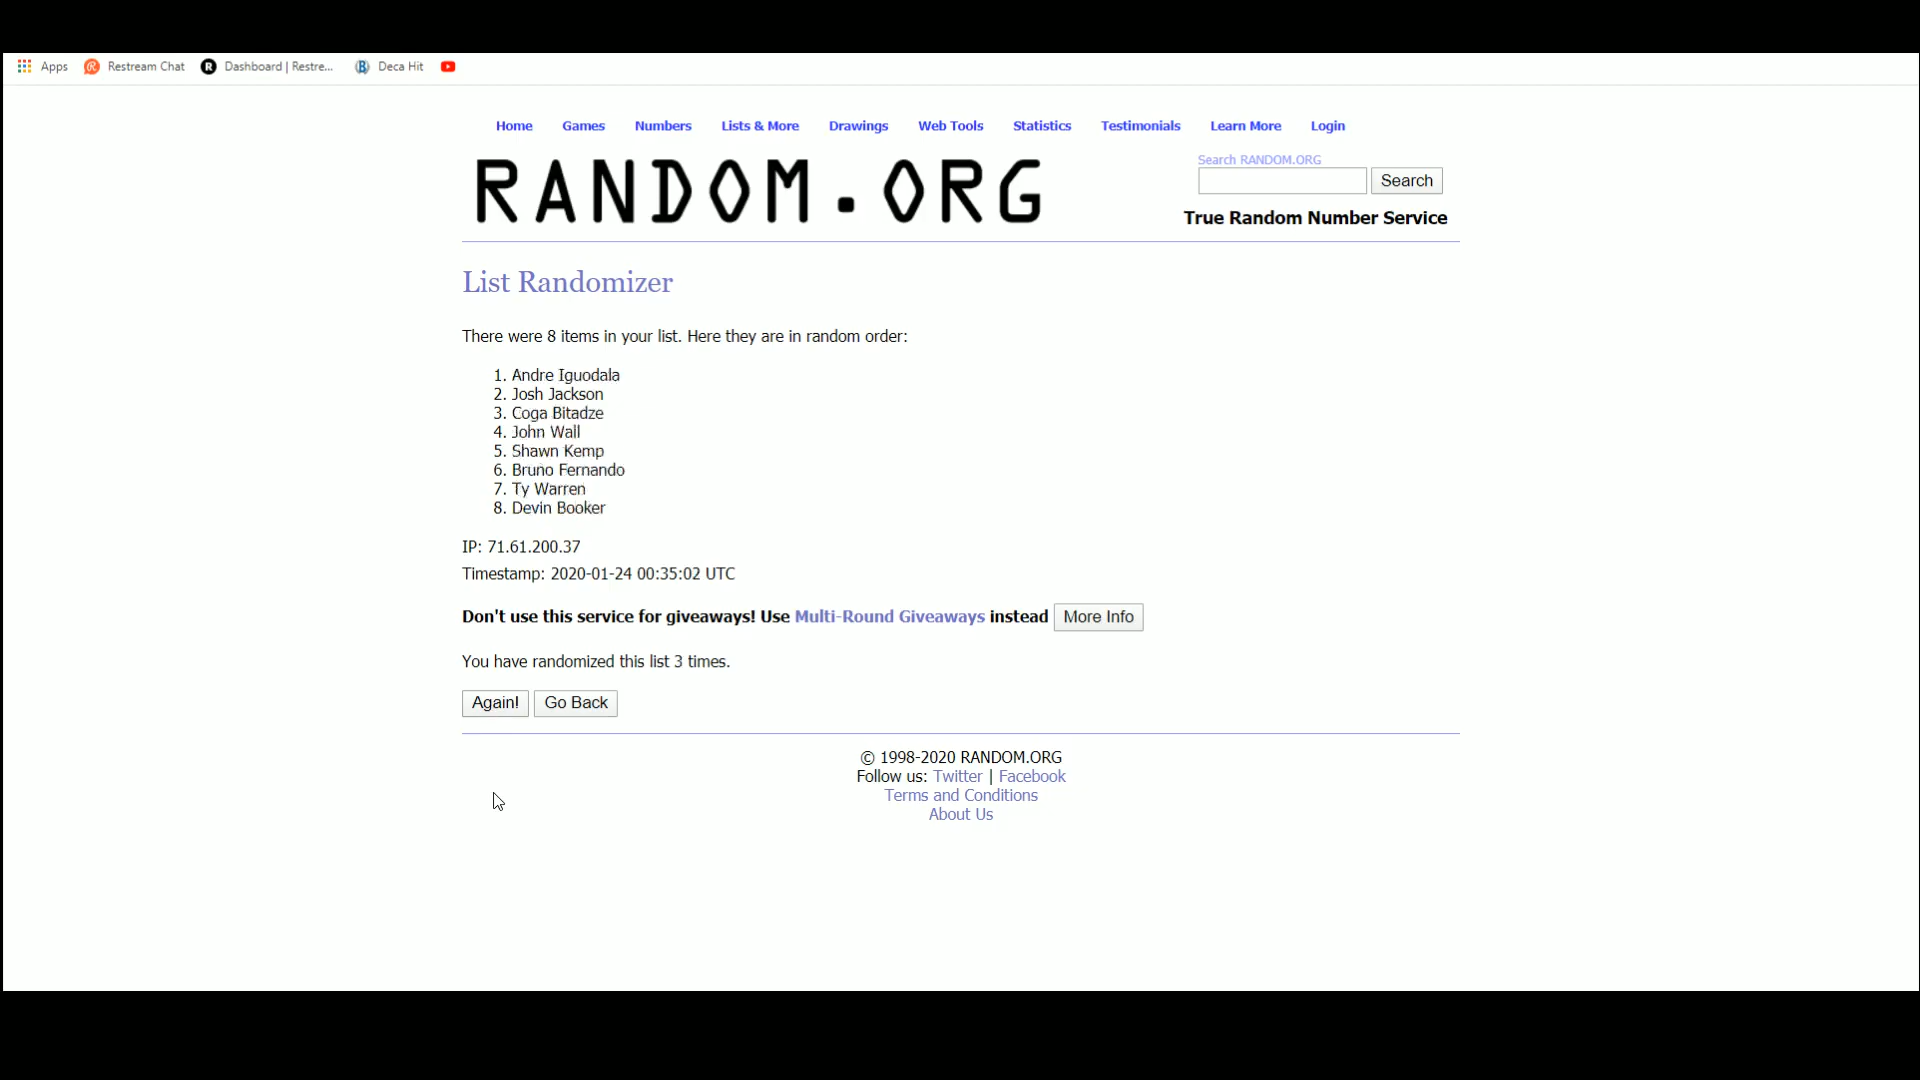 Apps Restream Chat Dashboard | Restre... Deca Hit
Home Games Numbers Lists & More Drawings Web Tools Statistics Testimonials Learn More Login
RANDOM.ORG
Search RANDOM.ORG
Search
True Random Number Service
List Randomizer
There were 8 items in your list. Here they are in random order:
1. Andre Iguodala
2. Josh Jackson
3. Coga Bitadze
4. John Wall
5. Shawn Kemp
6. Bruno Fernando
7. Ty Warren
8. Devin Booker
IP: 71.61.200.37
Timestamp: 2020-01-24 00:35:02 UTC
Don't use this service for giveaways! Use Multi-Round Giveaways instead More Info
You have randomized this list 3 times.
Again! Go Back
© 1998-2020 RANDOM.ORG
Follow us: Twitter | Facebook
Terms and Conditions
About Us